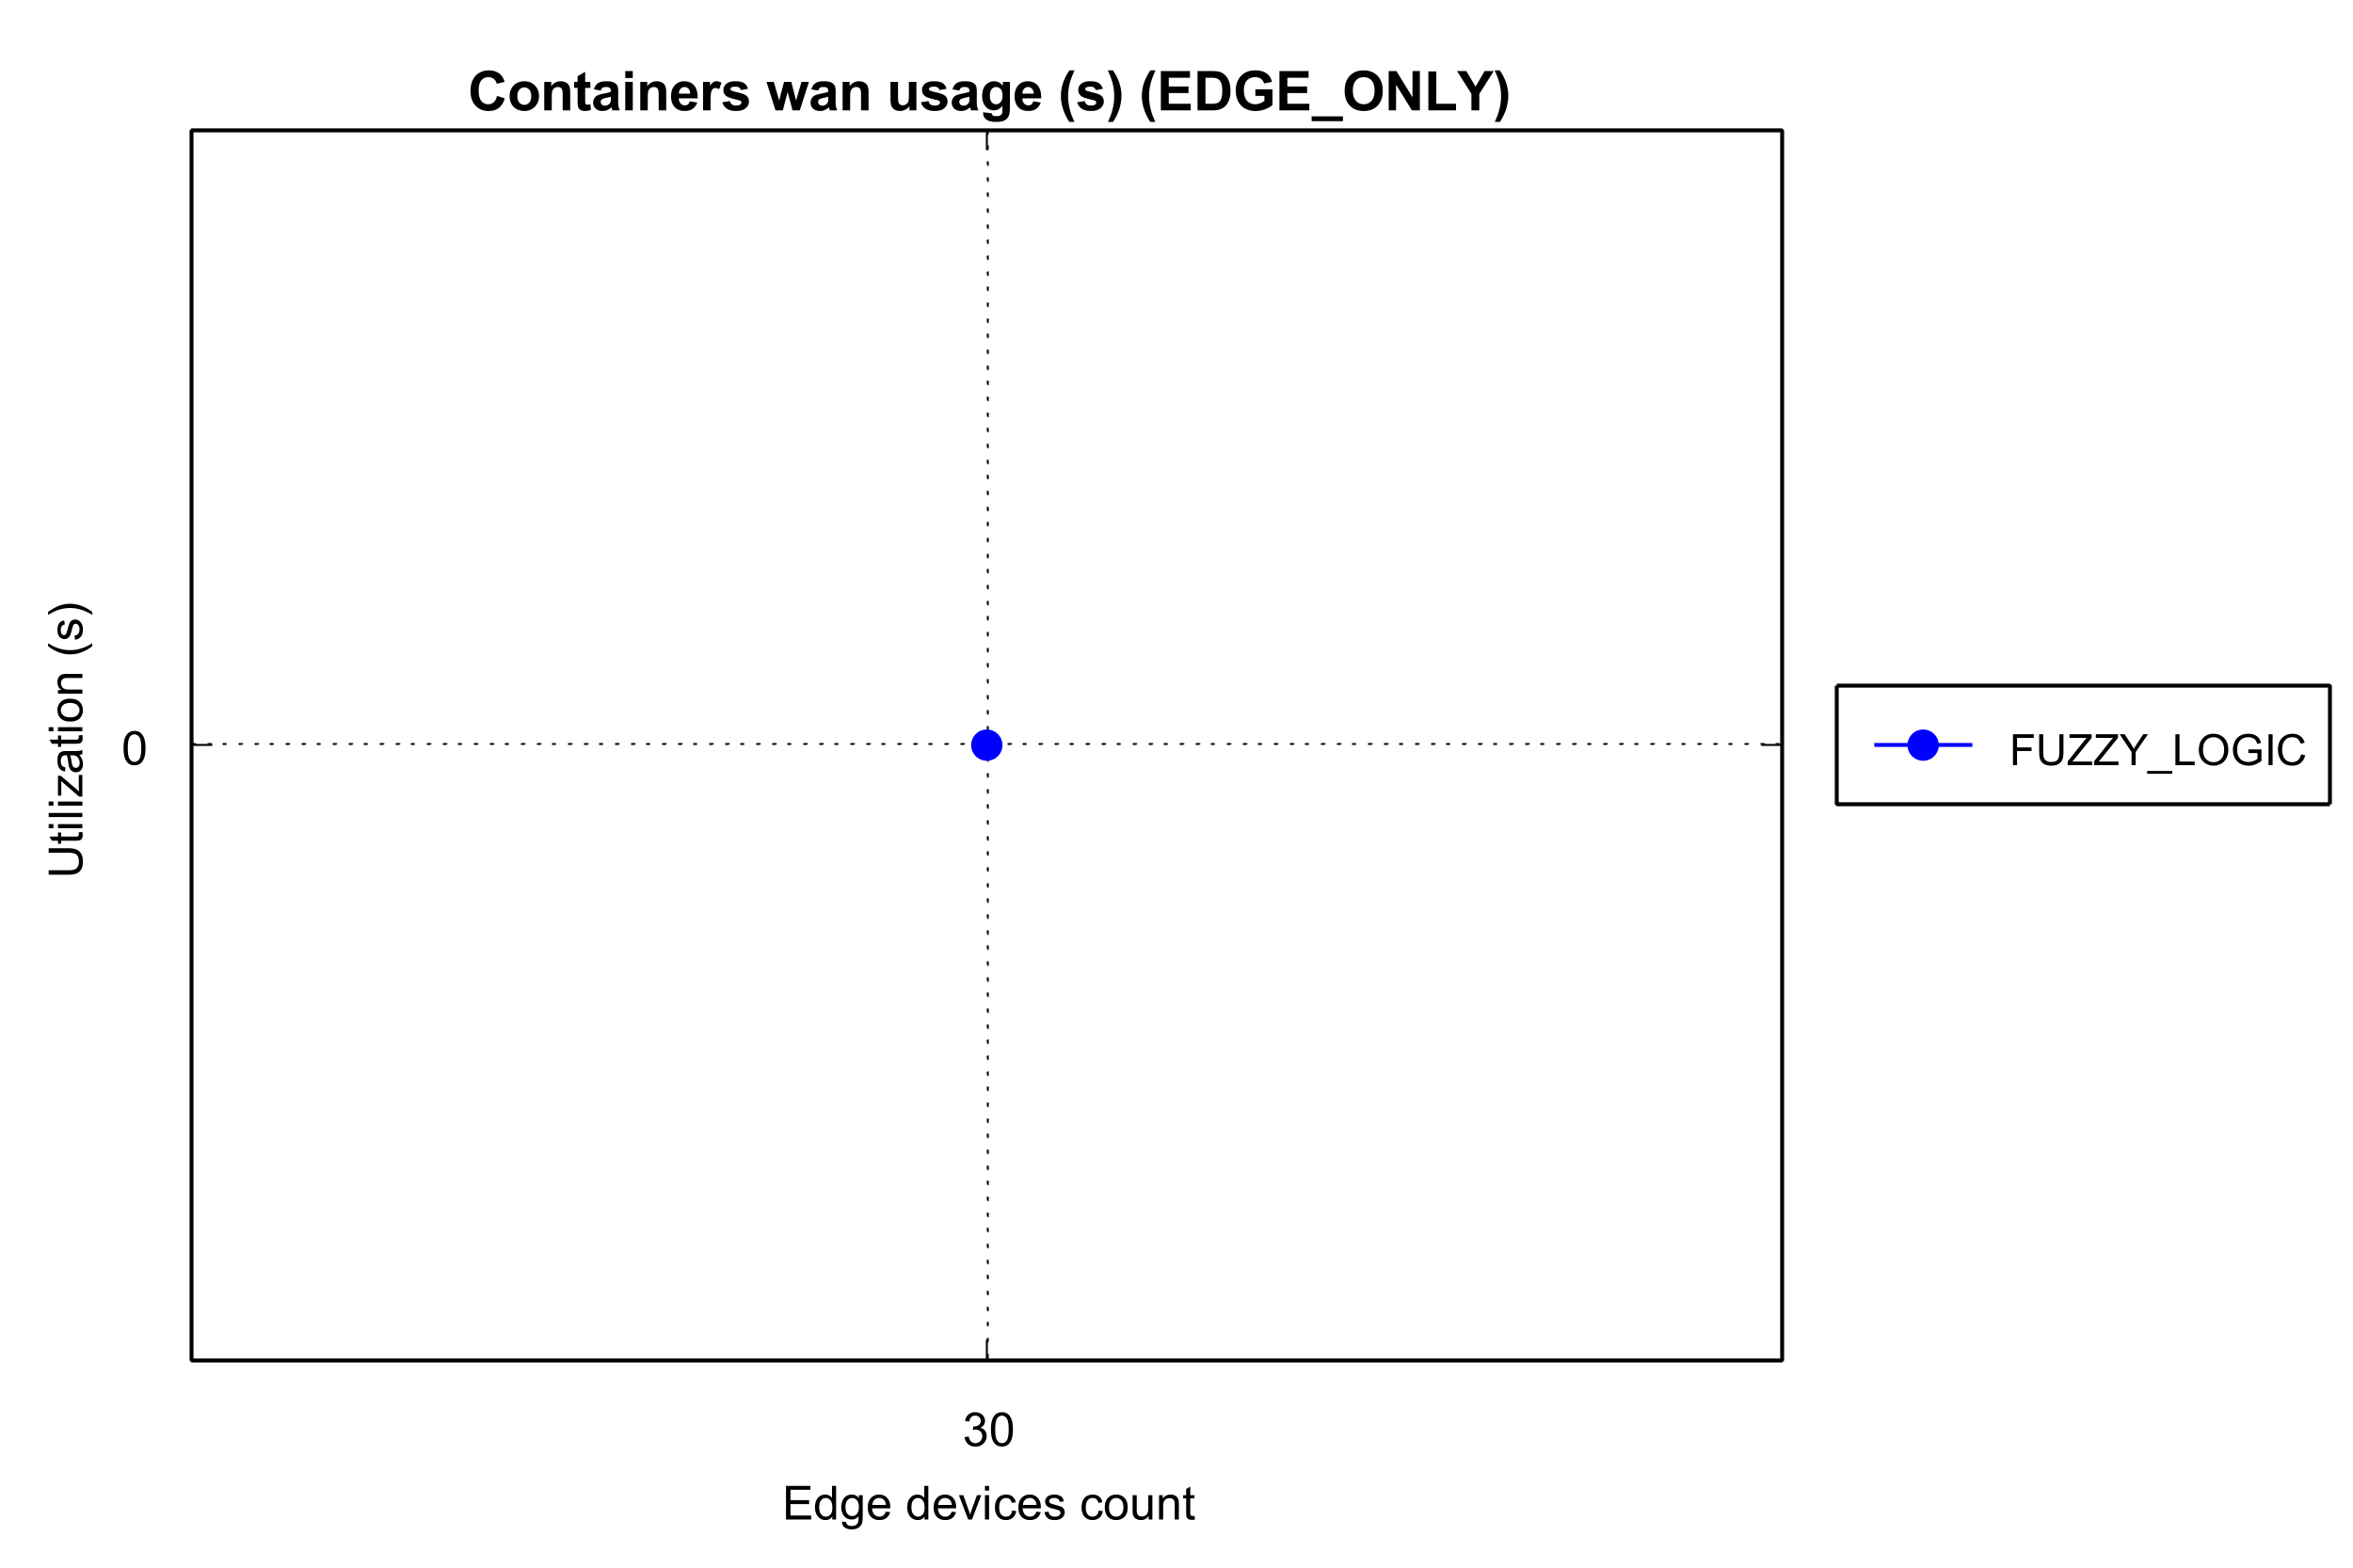 Containers wan usage (s) (EDGE_ONLY)
Utilization (s)
0
FUZZY_LOGIC
30
Edge devices count